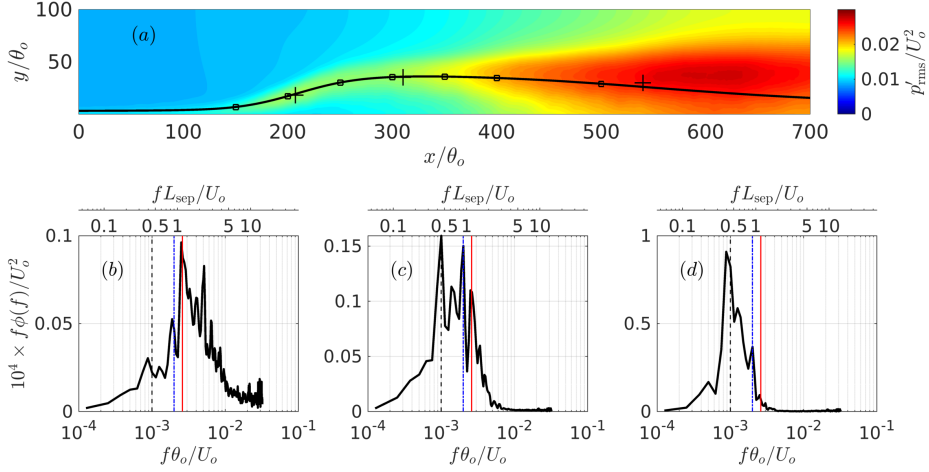 100
50
y/θₒ
(a)
0 100 200 300 400 500 600 700
x/θₒ
0.02
0.01
0
p′rms/Uₒ²
fLsep/Uₒ fLsep/Uₒ fLsep/Uₒ
0.1 0.5 1 5 10 0.1 0.5 1 5 10 0.1 0.5 1 5 10
0.1 0.15 1
(b) (c) (d)
0.1
0.05 0.5
0.05
0 0 0
10⁴ × fϕ(f)/Uₒ²
10⁻⁴ 10⁻³ 10⁻² 10⁻¹ 10⁻⁴ 10⁻³ 10⁻² 10⁻¹ 10⁻⁴ 10⁻³ 10⁻² 10⁻¹
fθₒ/Uₒ fθₒ/Uₒ fθₒ/Uₒ